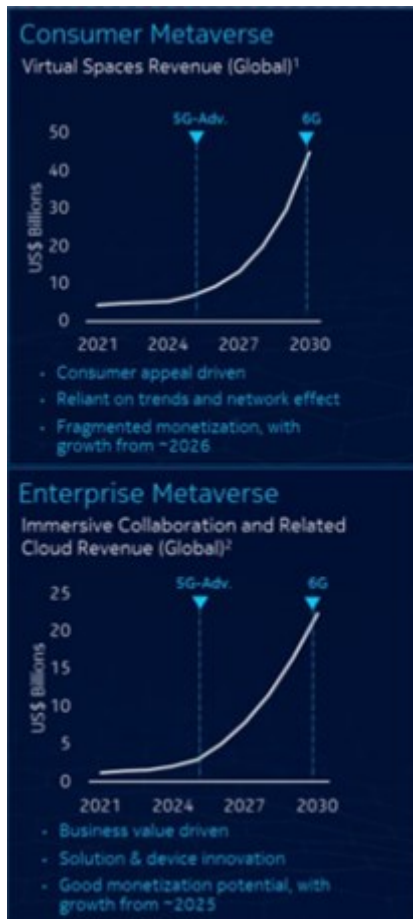 Consumer Metaverse
Virtual Spaces Revenue (Global)¹
5G-Adv.
6G
US$ Billions
50
40
30
20
10
0
2021 2024 2027 2030
- Consumer appeal driven
- Reliant on trends and network effect
- Fragmented monetization, with
growth from ~2026
Enterprise Metaverse
Immersive Collaboration and Related
Cloud Revenue (Global)²
5G-Adv.
6G
US$ Billions
25
20
15
10
5
0
2021 2024 2027 2030
- Business value driven
- Solution & device innovation
- Good monetization potential, with
growth from ~2025